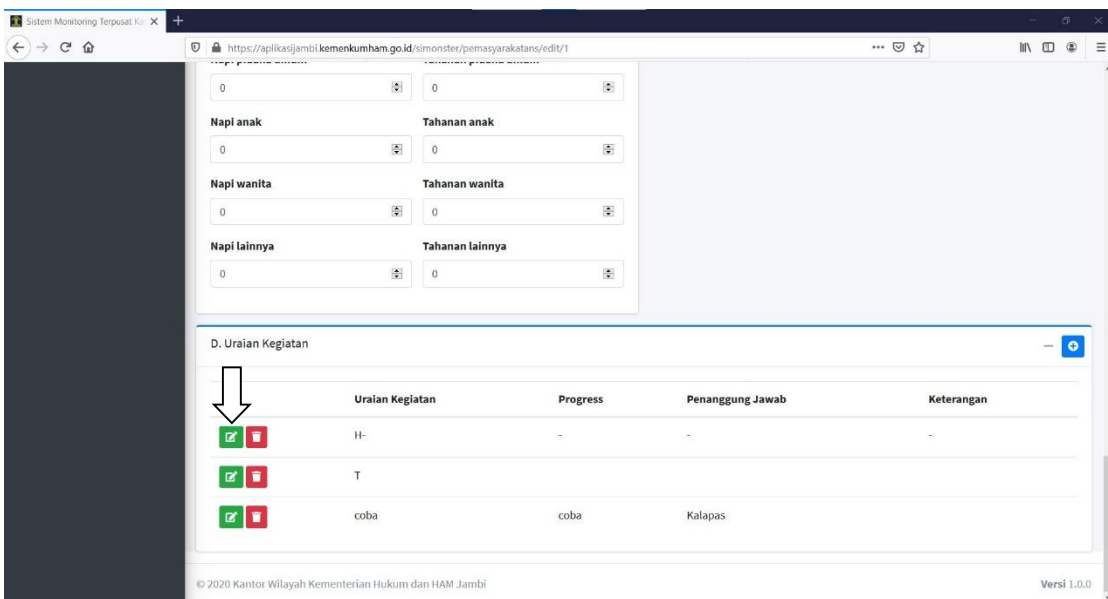 Sistem Monitoring Terpusat Ka
https://aplikasijambi.kemenkumham.go.id/simonster/pemasyarakatans/edit/1
0 0
Napi anak Tahanan anak
0 0
Napi wanita Tahanan wanita
0 0
Napi lainnya Tahanan lainnya
0 0
D. Uraian Kegiatan
Uraian Kegiatan Progress Penanggung Jawab Keterangan
H- - - -
T
coba coba Kalapas
© 2020 Kantor Wilayah Kementerian Hukum dan HAM Jambi Versi 1.0.0